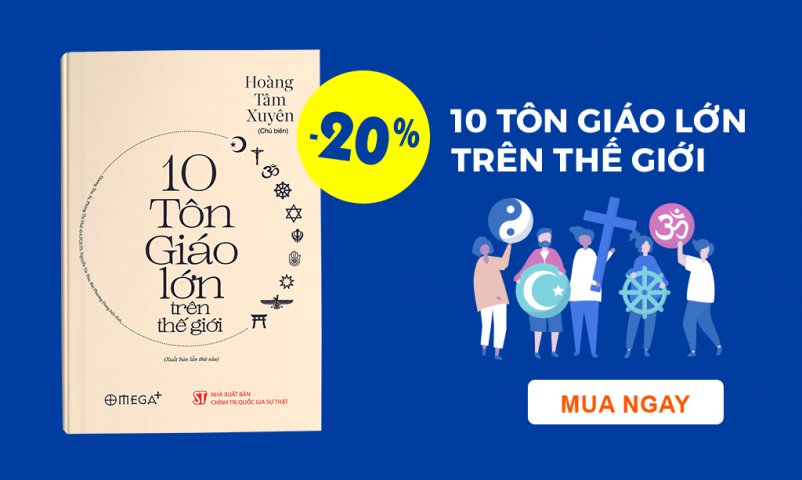 Hoàng
Tâm
Xuyên
(Chủ biên)
10
Tôn
Giáo
lớn
trên
thế giới
(Xuất bản lần thứ sáu)
OMEGA+
ST
NHÀ XUẤT BẢN
CHÍNH TRỊ QUỐC GIA SỰ THẬT
-20%
10 TÔN GIÁO LỚN
TRÊN THẾ GIỚI
MUA NGAY